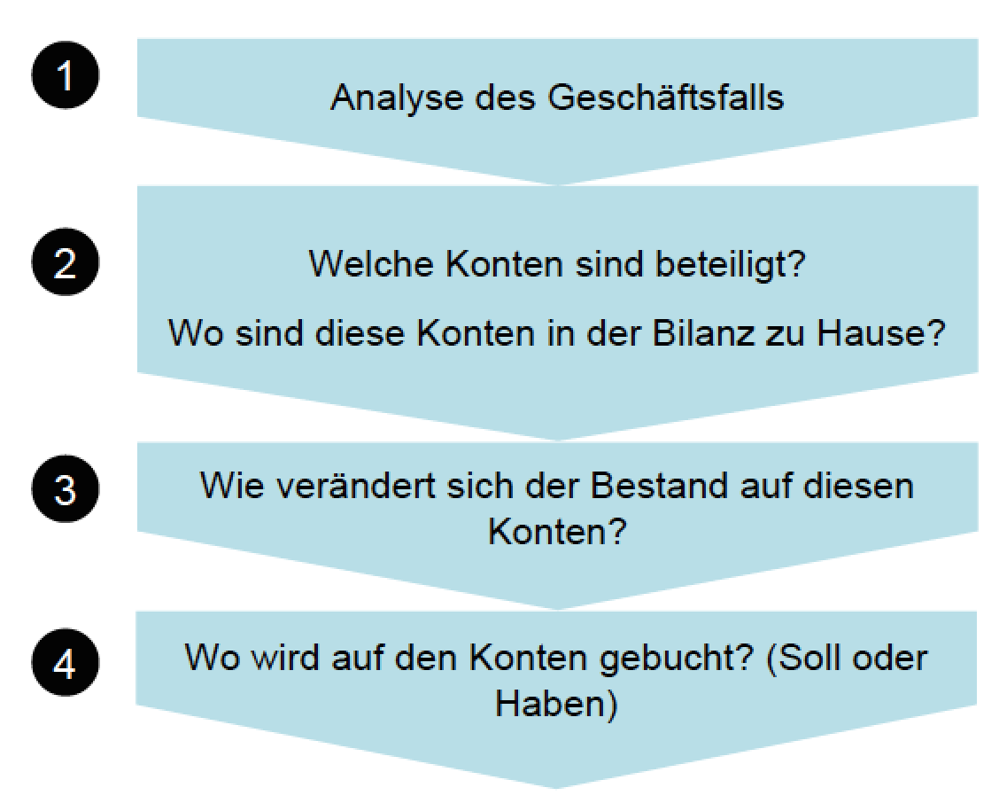 1
Analyse des Geschäftsfalls
2
Welche Konten sind beteiligt?
Wo sind diese Konten in der Bilanz zu Hause?
3
Wie verändert sich der Bestand auf diesen
Konten?
4
Wo wird auf den Konten gebucht? (Soll oder
Haben)